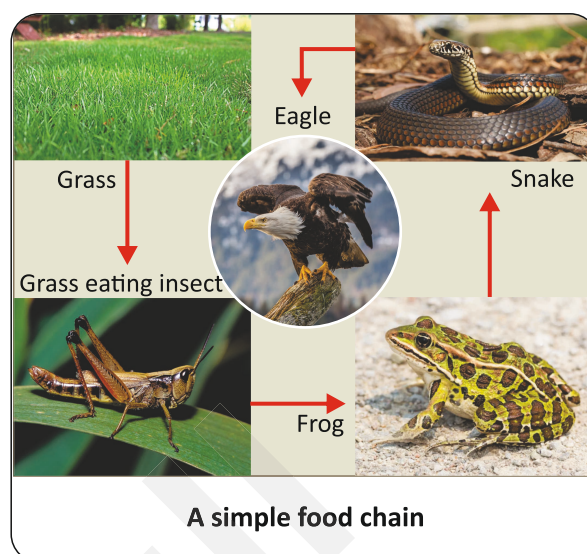 Eagle
Grass
Snake
Grass eating insect
Frog
A simple food chain